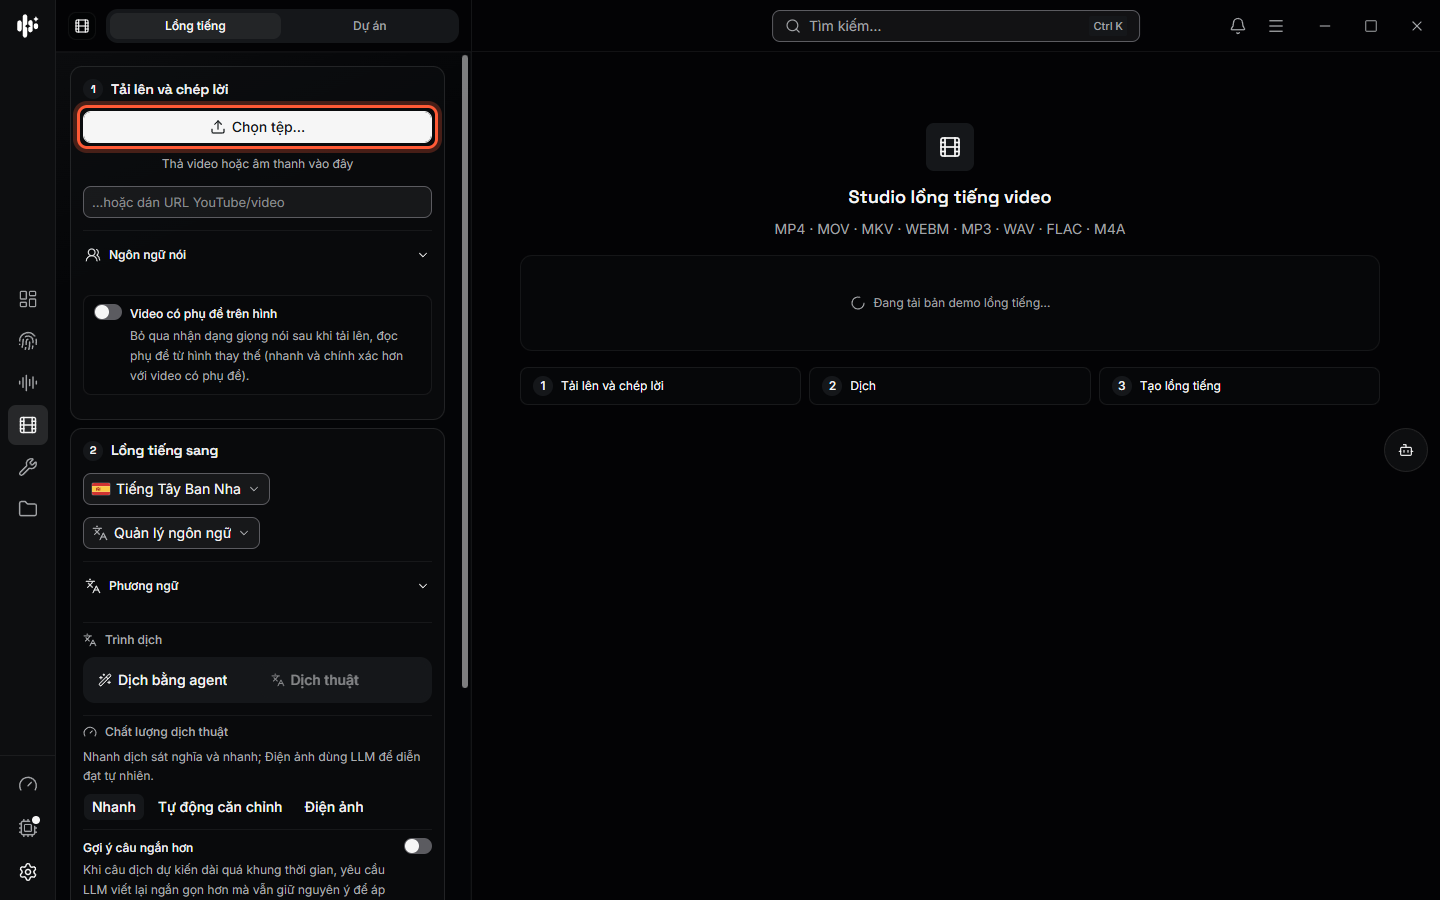 Lồng tiếng
Dự án
Tìm kiếm...
Ctrl K
1 Tải lên và chép lời
Chọn tệp...
Thả video hoặc âm thanh vào đây
...hoặc dán URL YouTube/video
Ngôn ngữ nói
Video có phụ đề trên hình
Bỏ qua nhận dạng giọng nói sau khi tải lên, đọc
phụ đề từ hình thay thế (nhanh và chính xác hơn
với video có phụ đề).
2 Lồng tiếng sang
Tiếng Tây Ban Nha
Quản lý ngôn ngữ
Phương ngữ
Trình dịch
Dịch bằng agent
Dịch thuật
Chất lượng dịch thuật
Nhanh dịch sát nghĩa và nhanh; Điện ảnh dùng LLM để diễn
đạt tự nhiên.
Nhanh
Tự động căn chỉnh
Điện ảnh
Gợi ý câu ngắn hơn
Khi câu dịch dự kiến dài quá khung thời gian, yêu cầu
LLM viết lại ngắn gọn hơn mà vẫn giữ nguyên ý để áp
Studio lồng tiếng video
MP4 · MOV · MKV · WEBM · MP3 · WAV · FLAC · M4A
Đang tải bản demo lồng tiếng...
1 Tải lên và chép lời
2 Dịch
3 Tạo lồng tiếng